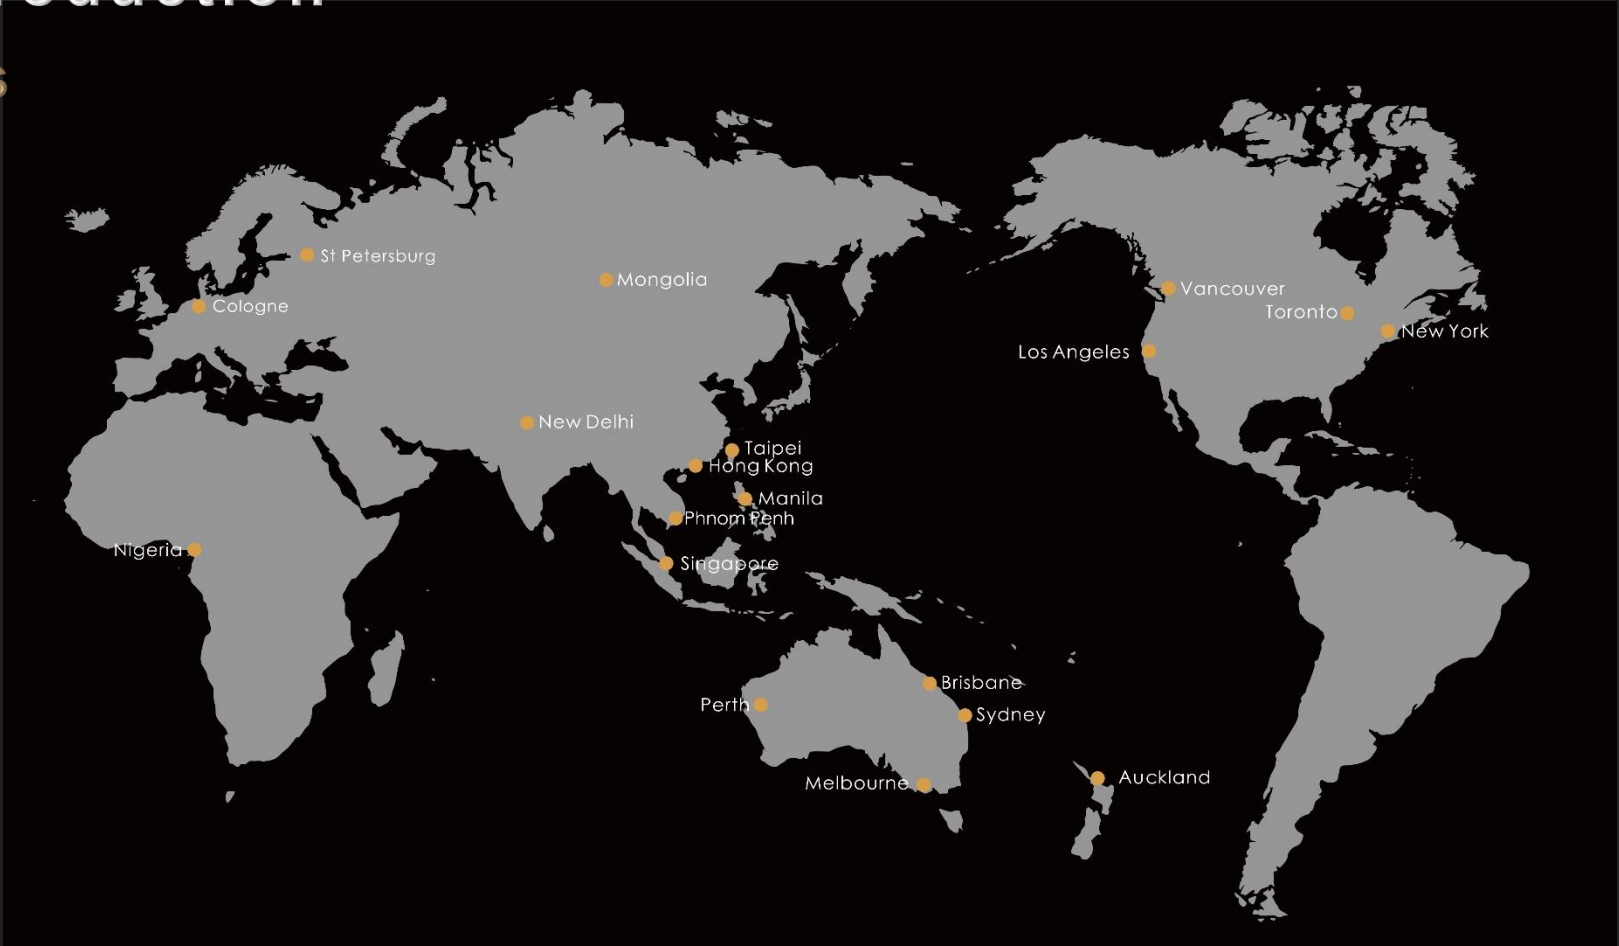 St Petersburg
Mongolia
Cologne
Vancouver
Toronto
New York
Los Angeles
New Delhi
Taipei
Hong Kong
Manila
Phnom Penh
Nigeria
Singapore
Brisbane
Perth
Sydney
Melbourne
Auckland